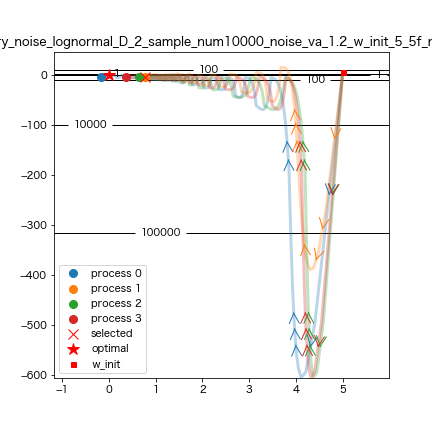 ry_noise_lognormal_D_2_sample_num10000_noise_va_1.2_w_init_5_5f_r
0
−100
−200
−300
−400
−500
−600
−1
0
1
2
3
4
5
1
100
100
1
10000
100000
process 0
process 1
process 2
process 3
selected
optimal
w_init